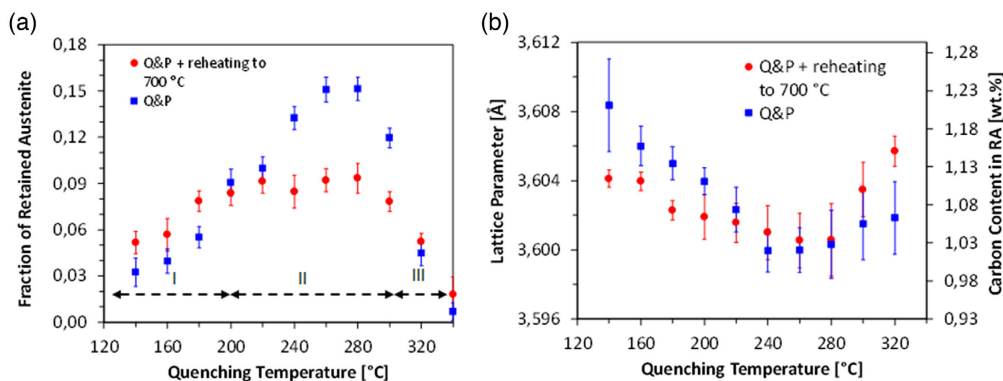 (a)
0,18
0,15
0,12
0,09
0,06
0,03
0,00
Fraction of Retained Austenite
Q&P + reheating to
700 °C
Q&P
I
II
III
120 160 200 240 280 320
Quenching Temperature [°C]
(b)
3,612
3,608
3,604
3,600
3,596
Lattice Parameter [Å]
Q&P + reheating
to 700 °C
Q&P
1,28
1,23
1,18
1,13
1,08
1,03
0,98
0,93
Carbon Content in RA [wt.%]
120 160 200 240 280 320
Quenching Temperature [°C]